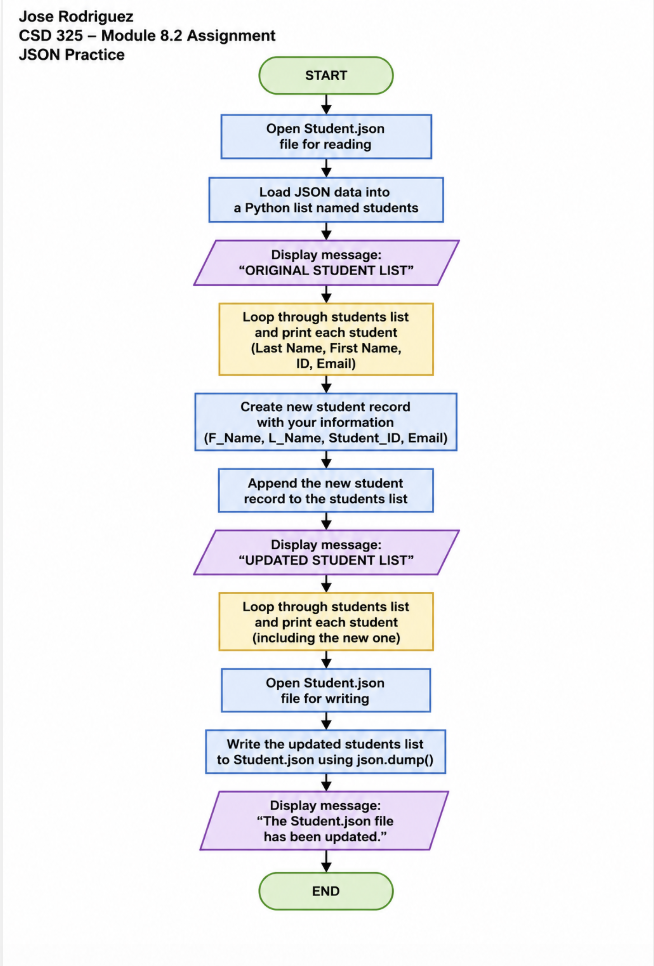 Jose Rodriguez
CSD 325 – Module 8.2 Assignment
JSON Practice
START
Open Student.json
file for reading
Load JSON data into
a Python list named students
Display message:
“ORIGINAL STUDENT LIST”
Loop through students list
and print each student
(Last Name, First Name,
ID, Email)
Create new student record
with your information
(F_Name, L_Name, Student_ID, Email)
Append the new student
record to the students list
Display message:
“UPDATED STUDENT LIST”
Loop through students list
and print each student
(including the new one)
Open Student.json
file for writing
Write the updated students list
to Student.json using json.dump()
Display message:
“The Student.json file
has been updated.”
END